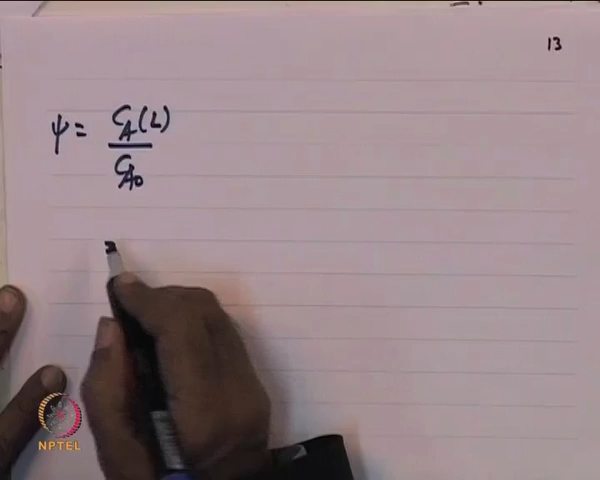 13
ψ = C_A(L) / C_A0
NPTEL